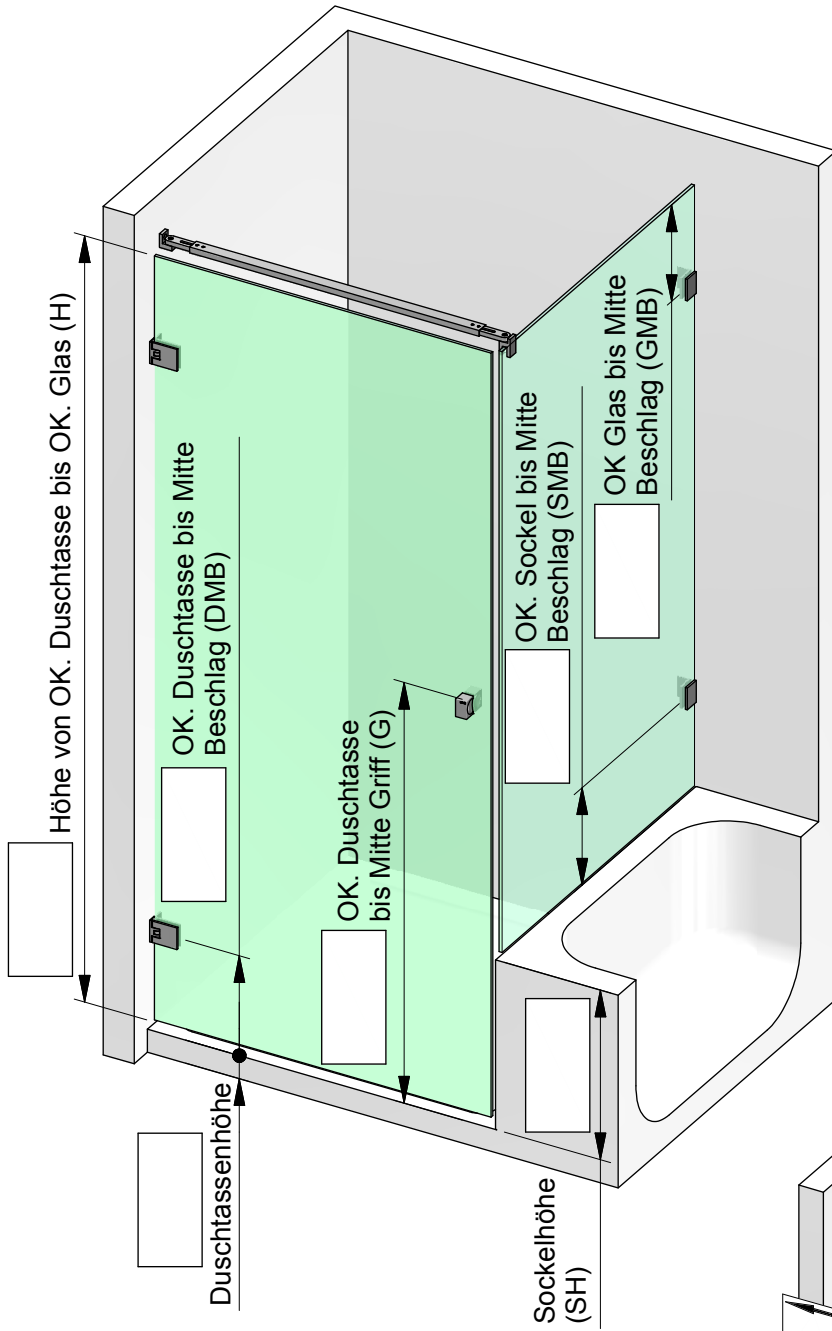 Höhe von OK. Duschtasse bis OK. Glas (H)
OK. Duschtasse bis Mitte
Beschlag (DMB)
OK. Duschtasse
bis Mitte Griff (G)
OK. Sockel bis Mitte
Beschlag (SMB)
OK Glas bis Mitte
Beschlag (GMB)
Duschtassenhöhe
Sockelhöhe
(SH)